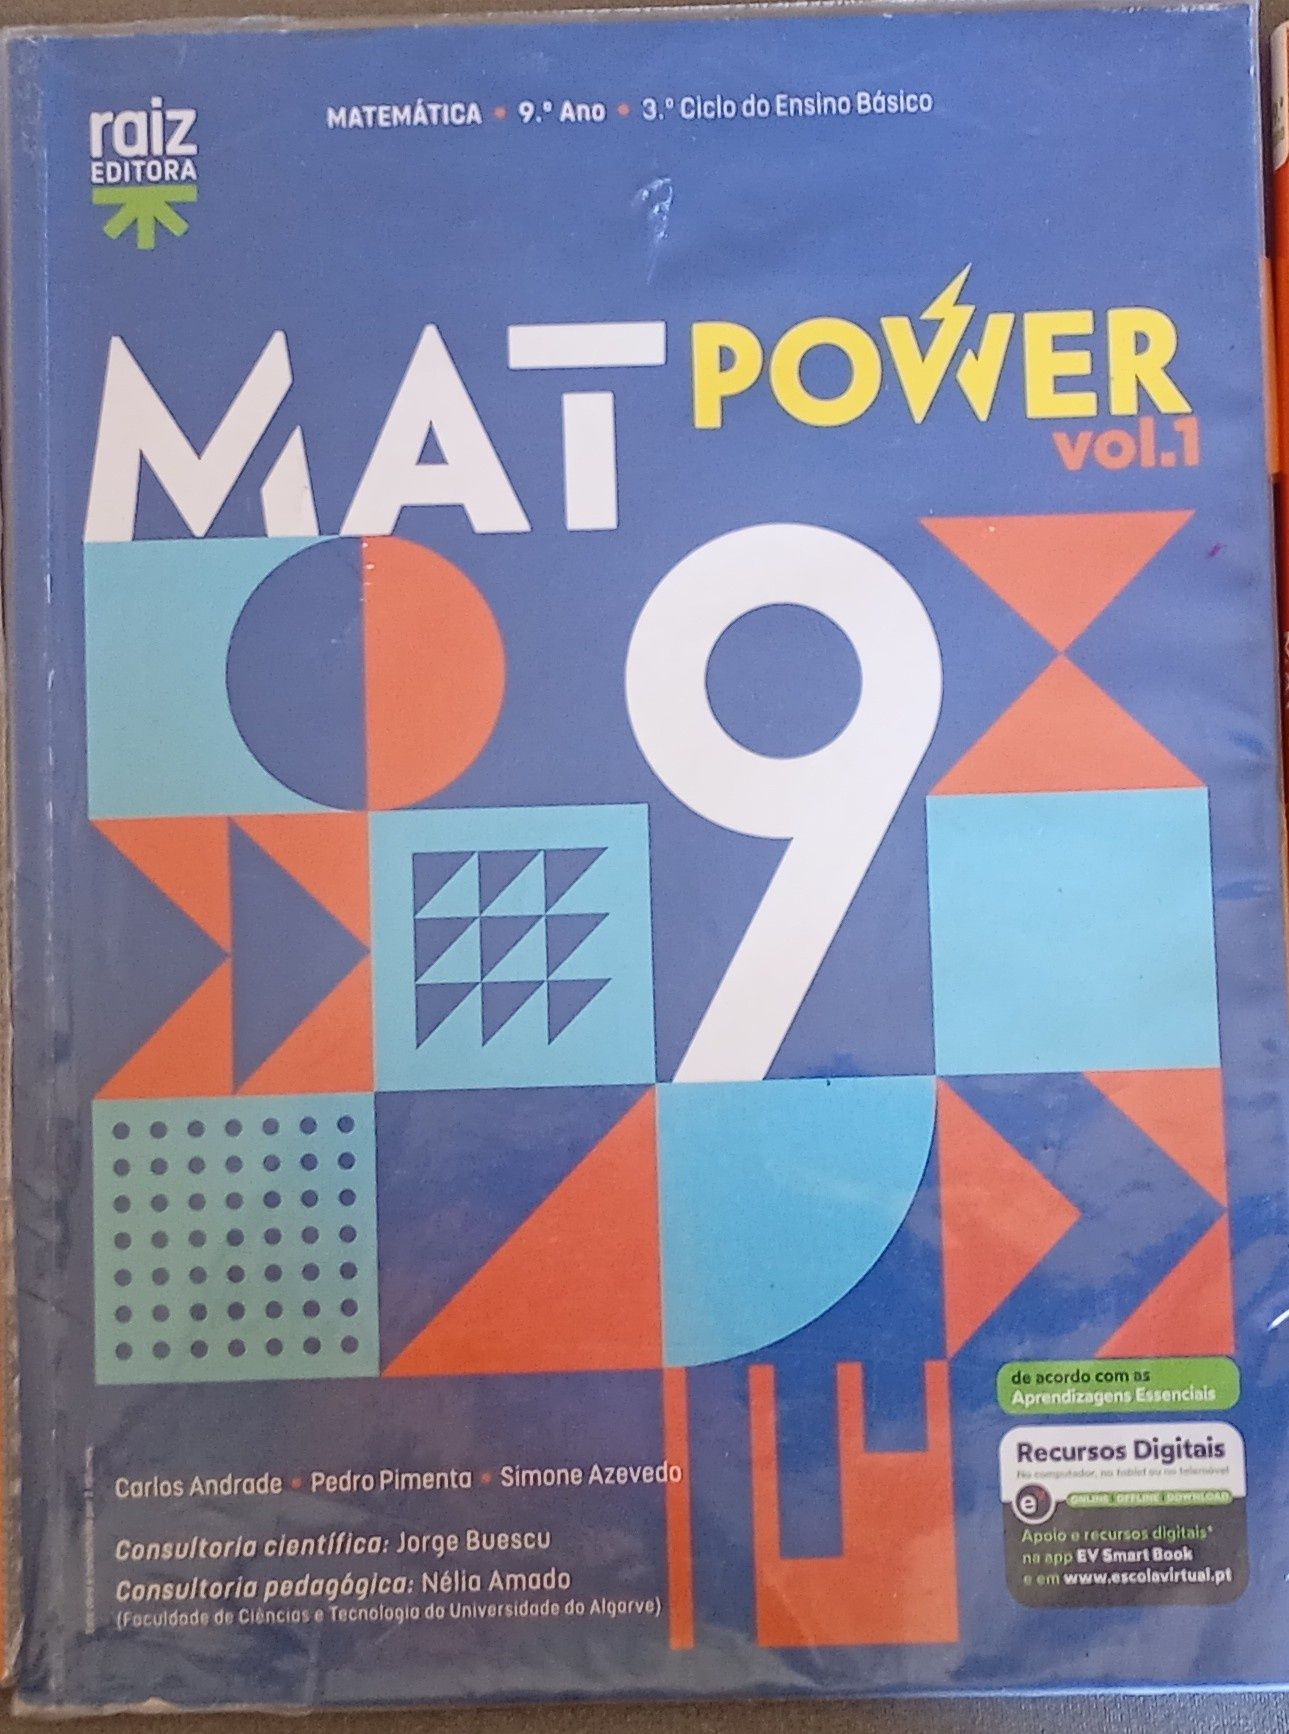 raiz
EDITORA
MATEMÁTICA • 9.º Ano • 3.º Ciclo do Ensino Básico
MAT POWER
vol.1
9
de acordo com as
Aprendizagens Essenciais
Recursos Digitais
No computador, no tablet ou no telemóvel
e
ONLINE OFFLINE DOWNLOAD
Apoio e recursos digitais*
na app EV Smart Book
e em www.escolavirtual.pt
Carlos Andrade • Pedro Pimenta • Simone Azevedo
Consultoria científica: Jorge Buescu
Consultoria pedagógica: Nélia Amado
(Faculdade de Ciências e Tecnologia da Universidade do Algarve)